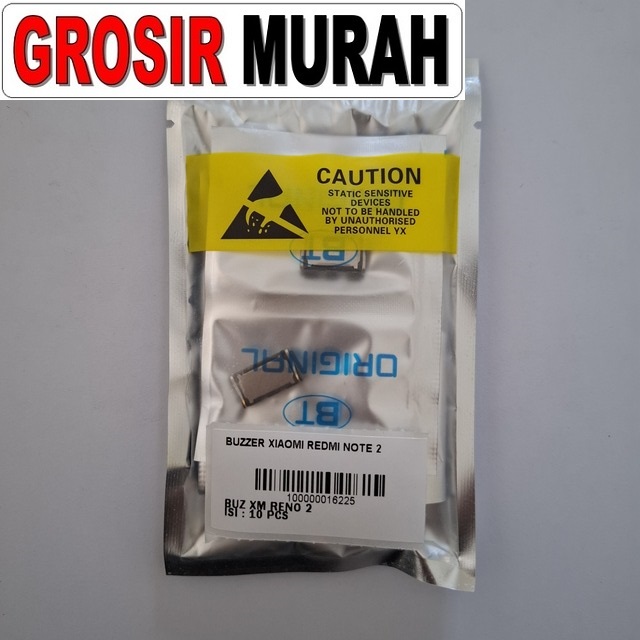 GROSIR MURAH
CAUTION
STATIC SENSITIVE
DEVICES
NOT TO BE HANDLED
BY UNAUTHORISED
PERSONNEL YX
BT
ORIGINAL
BT
BUZZER XIAOMI REDMI NOTE 2
100000016225
BUZ XM RENO 2
ISI : 10 PCS